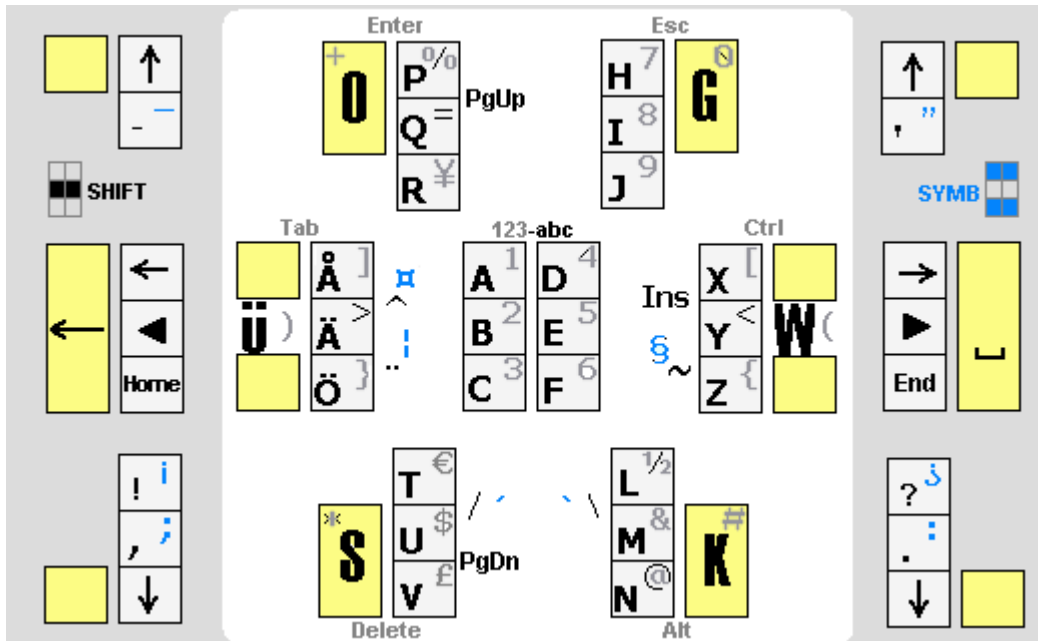 Enter Esc
+ O P % H 7 G 0
- — Q = PgUp I 8 ' ”
R ¥ J 9
SHIFT SYMB
Tab 123-abc Ctrl
Å ] ¤ A 1 D 4 X [
Ü ) Ä > ^ B 2 E 5 Ins Y < W (
Home Ö } ¦ ¨ C 3 F 6 § ~ Z { End
! ¡ T € L ½ ? ¿
, ; * S U $ / ´ ` \ M & K # . :
V £ PgDn N @
Delete Alt